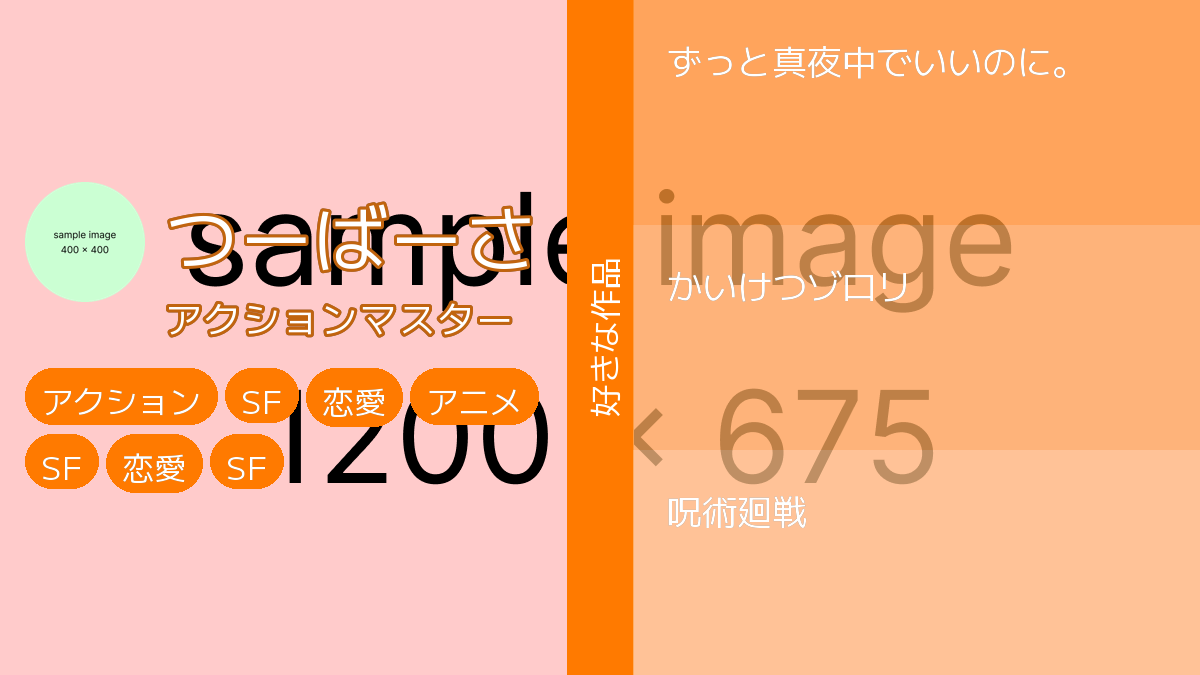 sample image
400 × 400
つーばーさ
アクションマスター
アクション SF 恋愛 アニメ
SF 恋愛 SF
sample image
1200 × 675
好きな作品
ずっと真夜中でいいのに。
かいけつゾロリ
呪術廻戦